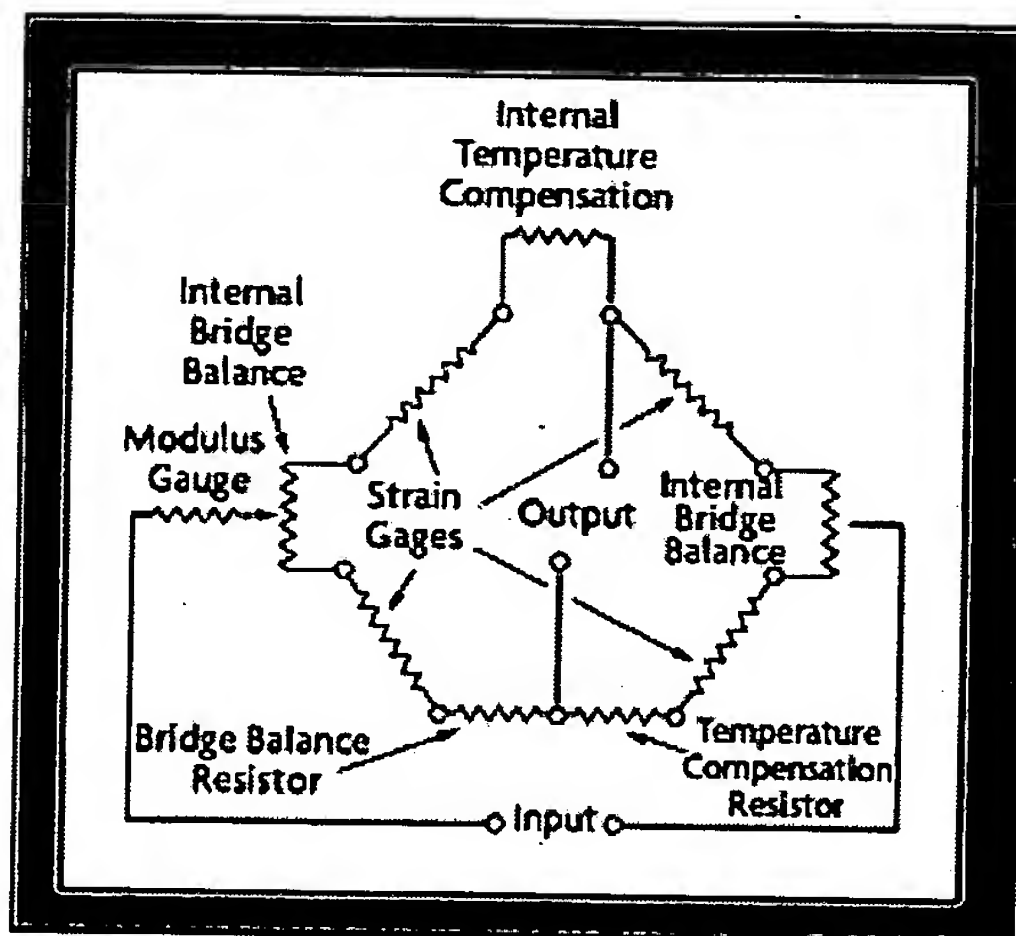 Internal
Temperature
Compensation
Internal
Bridge
Balance
Modulus
Gauge
Strain
Gages
Output
Internal
Bridge
Balance
Bridge Balance
Resistor
Temperature
Compensation
Resistor
Input